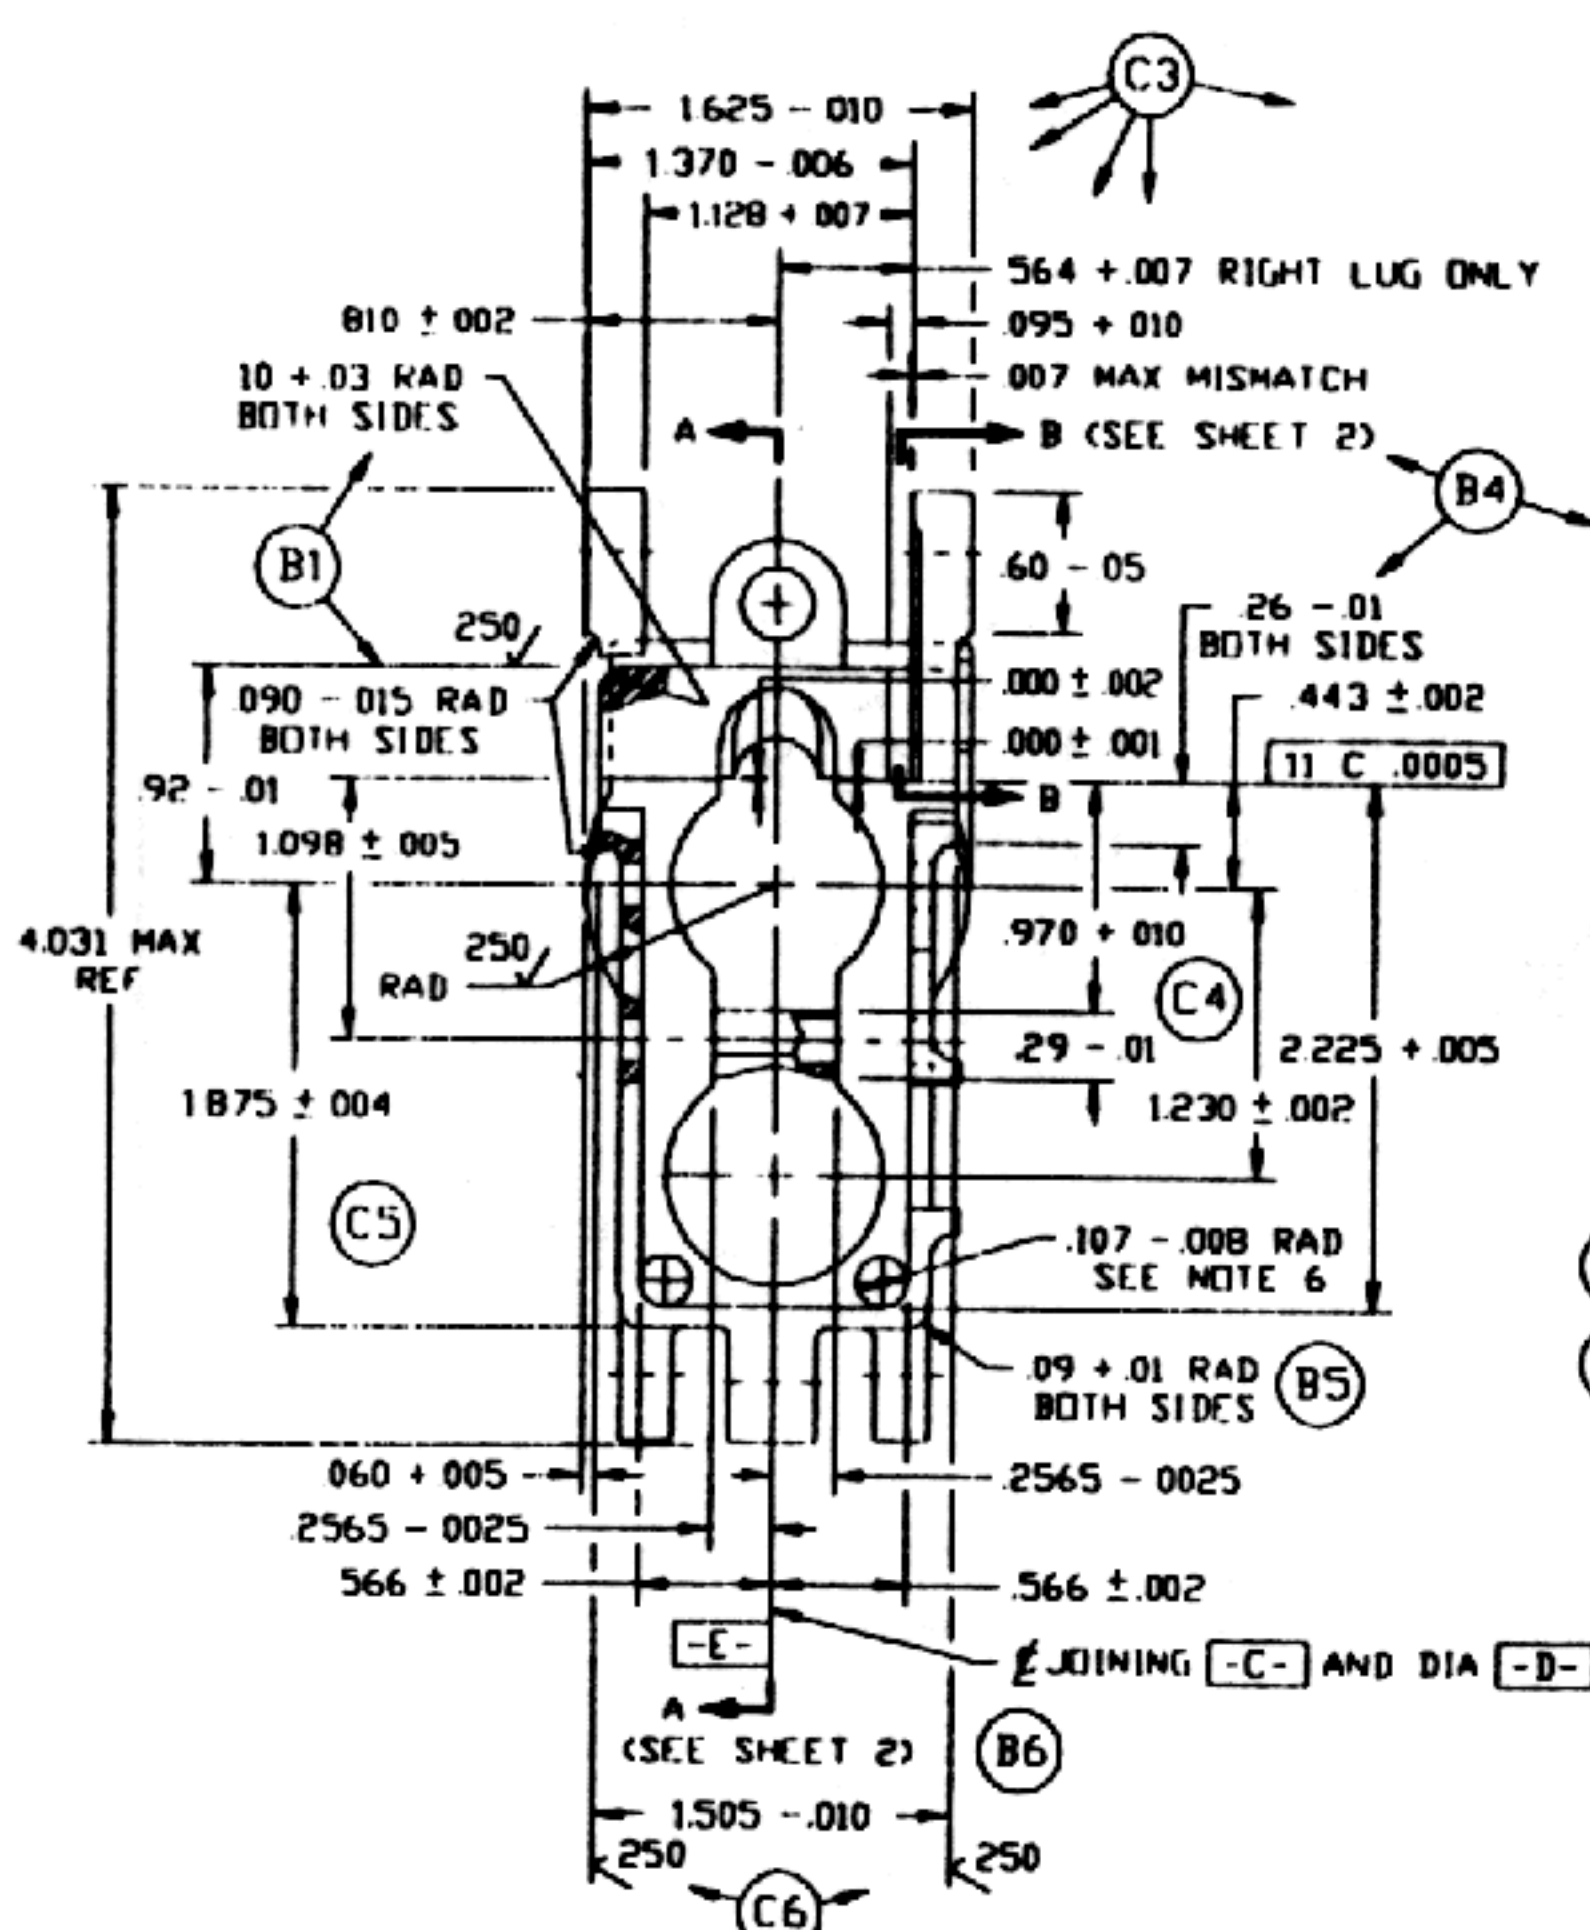 C3
1.625 - .010
1.370 - .006
1.128 + 007
564 + .007 RIGHT LUG ONLY
810 ± 002
.095 + 010
10 + .03 RAD
BOTH SIDES
.007 MAX MISMATCH
A
B (SEE SHEET 2)
B4
B1
.60 - 05
.26 - .01
BOTH SIDES
250
.000 ± .002
.443 ± .002
.090 - 015 RAD
BOTH SIDES
.000 ± .001
11 C .0005
.92 - .01
B
1.098 ± 005
4.031 MAX
REF
250
.970 + 010
RAD
C4
.29 - .01
2.225 + .005
1875 ± 004
1.230 ± .002
C5
.107 - .008 RAD
SEE NOTE 6
.09 + .01 RAD
BOTH SIDES
B5
060 + 005
.2565 - 0025
.2565 - 0025
566 ± .002
.566 ± .002
-E-
℄ JOINING -C- AND DIA -D-
A
(SEE SHEET 2)
B6
1.505 - .010
250
250
C6